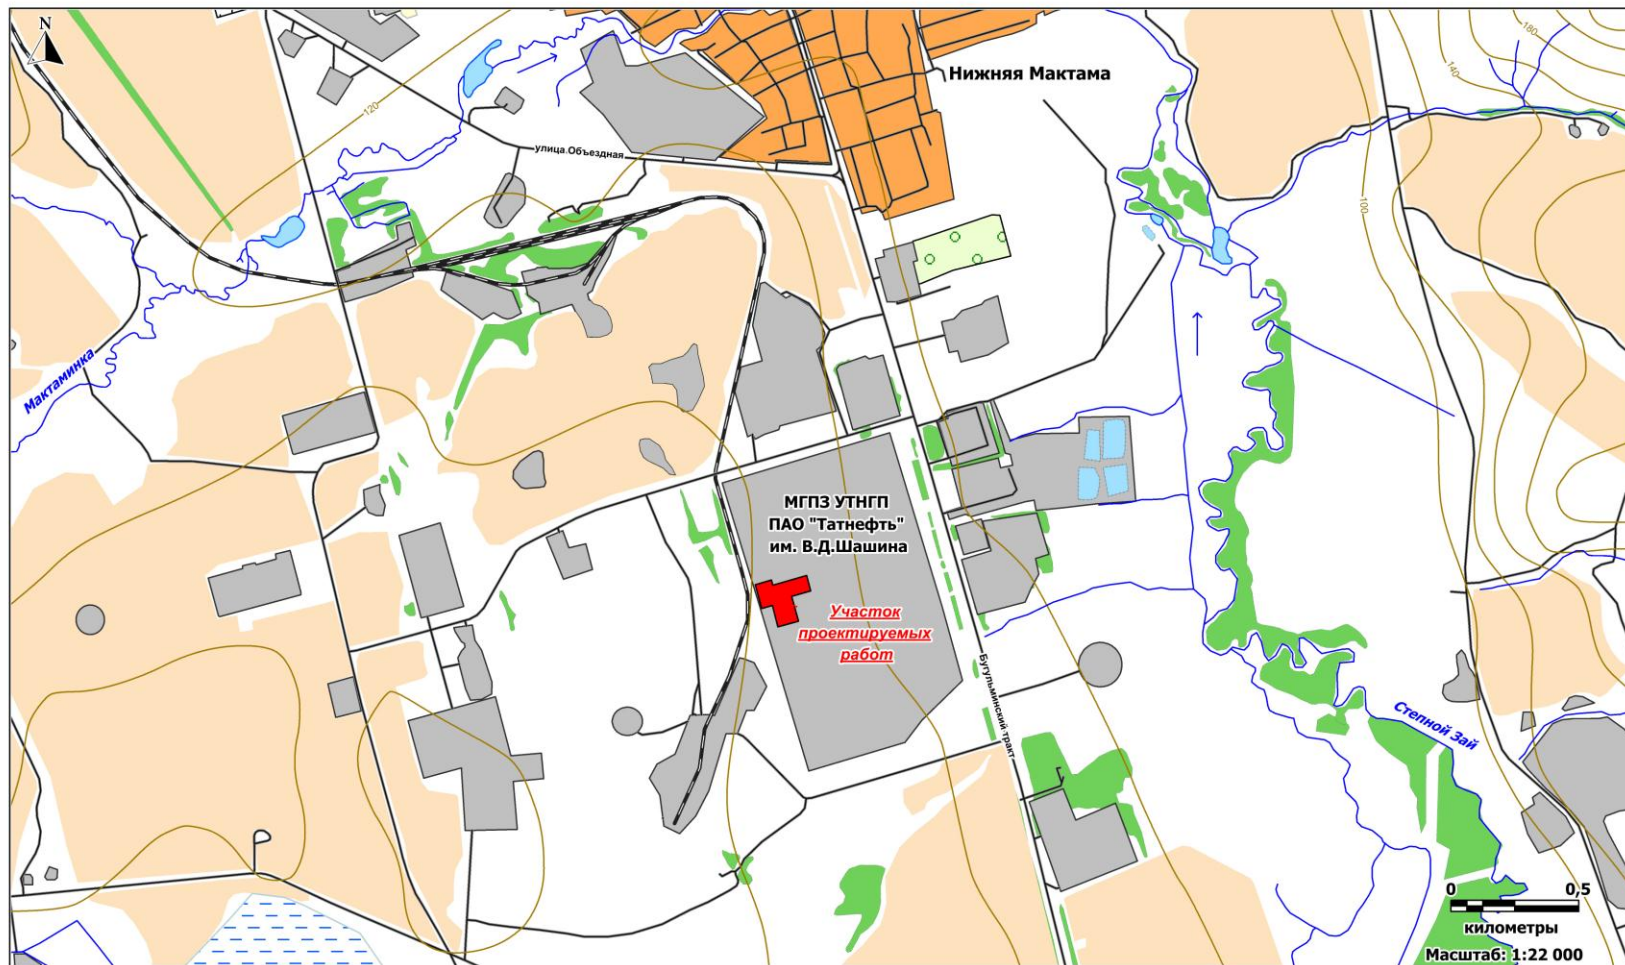 N
180
140
120
Нижняя Мактама
улица Объездная
100
Мактаминка
МГПЗ УТНГП
ПАО "Татнефть"
им. В.Д.Шашина
Участок
проектируемых
работ
Бугульминский тракт
Степной Зай
0 0,5
километры
Масштаб: 1:22 000